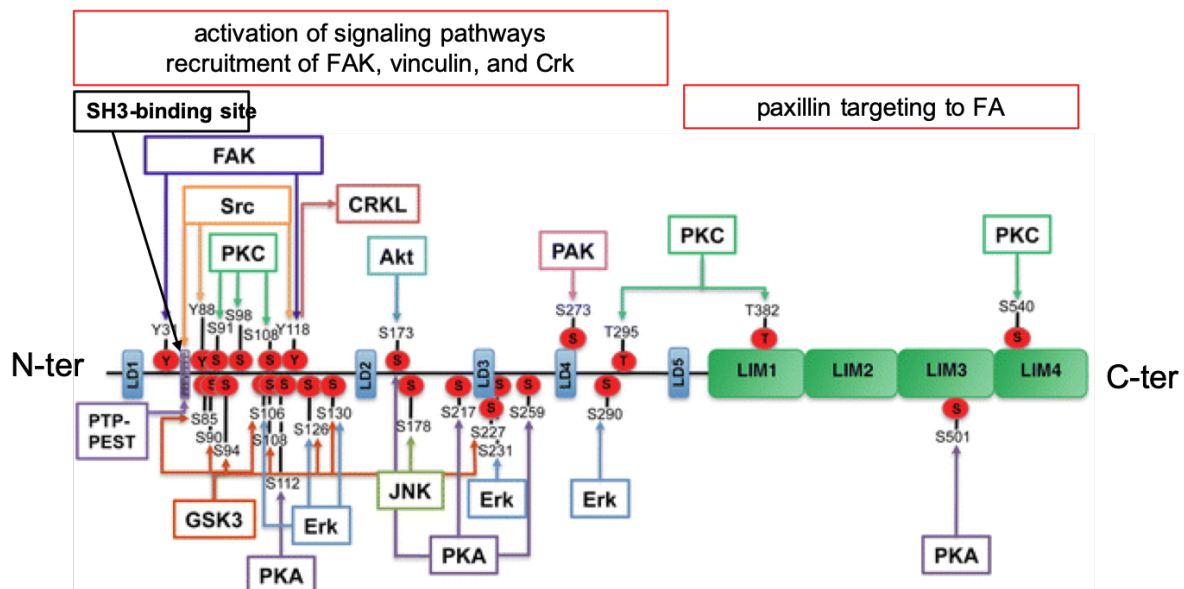 activation of signaling pathways
recruitment of FAK, vinculin, and Crk
SH3-binding site
paxillin targeting to FA
FAK
Src
CRKL
PKC
Akt
PAK
PKC
PKC
Y31
Y88
S91
S98
S108
Y118
S173
S273
T295
T382
S540
Y
Y
S
S
S
Y
S
S
T
T
S
N-ter
LD1
LD2
LD3
LD4
LD5
LIM1
LIM2
LIM3
LIM4
C-ter
S
S
S
S
S
S
S
S
S
S
S
S
S
PTP-
PEST
S85
S90
S94
S106
S108
S112
S126
S130
S178
S217
S227
S231
S259
S290
S501
GSK3
Erk
JNK
Erk
Erk
PKA
PKA
PKA